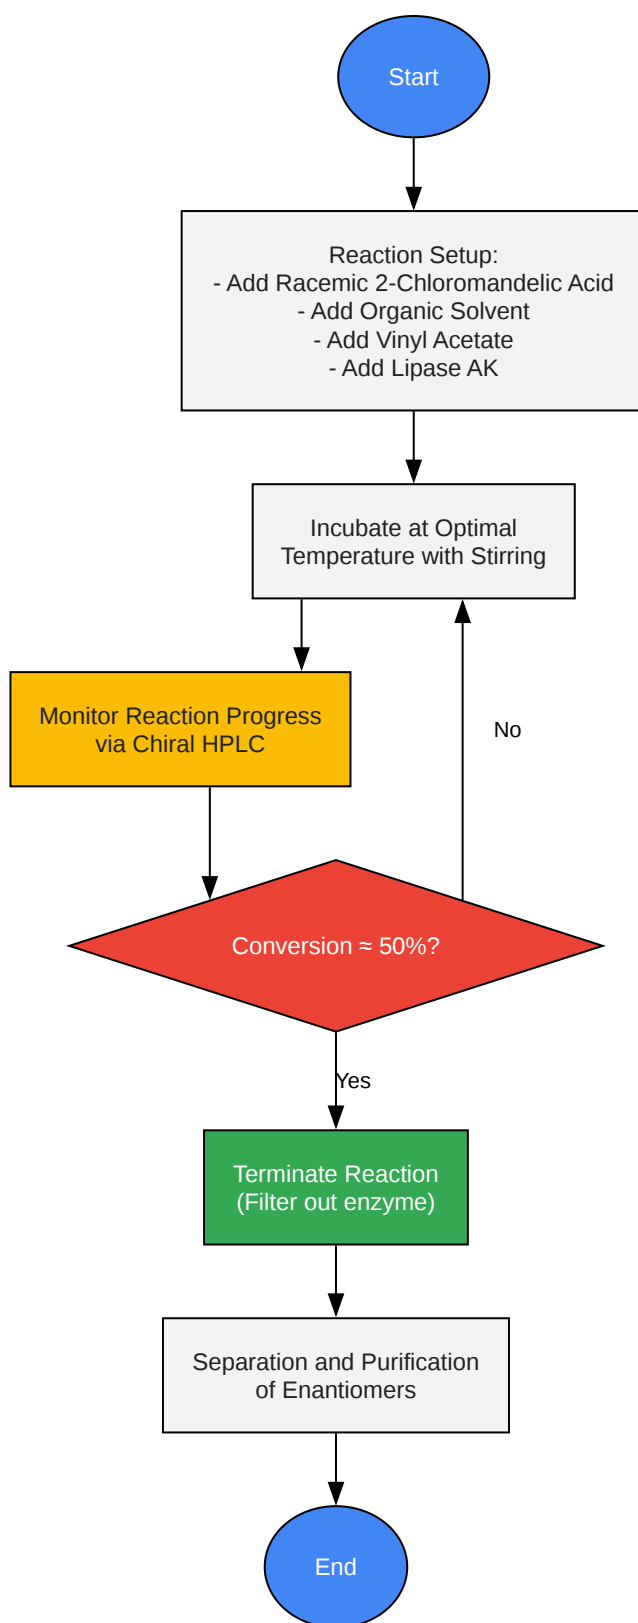 Start
Reaction Setup:
- Add Racemic 2-Chloromandelic Acid
- Add Organic Solvent
- Add Vinyl Acetate
- Add Lipase AK
Incubate at Optimal
Temperature with Stirring
Monitor Reaction Progress
via Chiral HPLC
No
Conversion ≈ 50%?
Yes
Terminate Reaction
(Filter out enzyme)
Separation and Purification
of Enantiomers
End